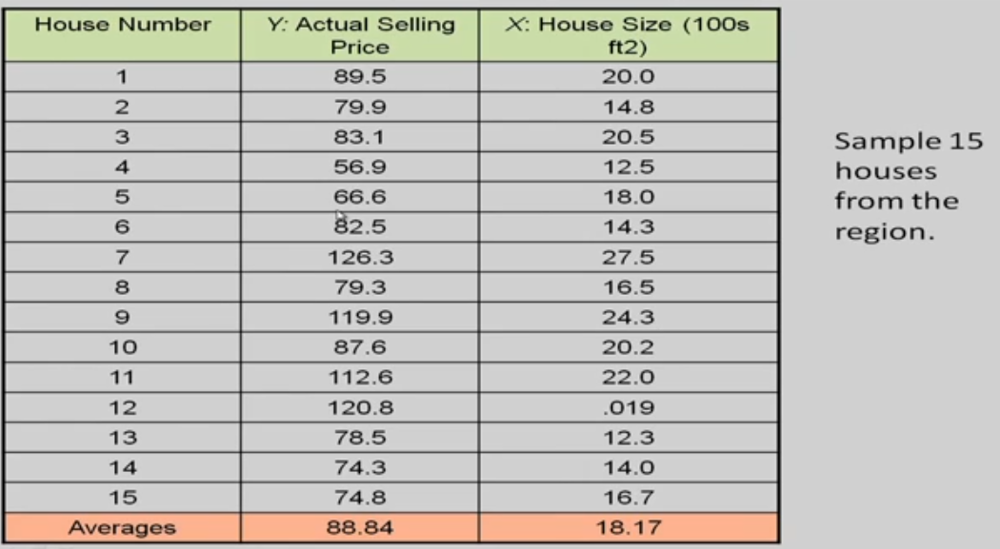 House Number Y: Actual Selling Price X: House Size (100s ft2)
1 89.5 20.0
2 79.9 14.8
3 83.1 20.5
4 56.9 12.5
5 66.6 18.0
6 82.5 14.3
7 126.3 27.5
8 79.3 16.5
9 119.9 24.3
10 87.6 20.2
11 112.6 22.0
12 120.8 .019
13 78.5 12.3
14 74.3 14.0
15 74.8 16.7
Averages 88.84 18.17
Sample 15
houses
from the
region.